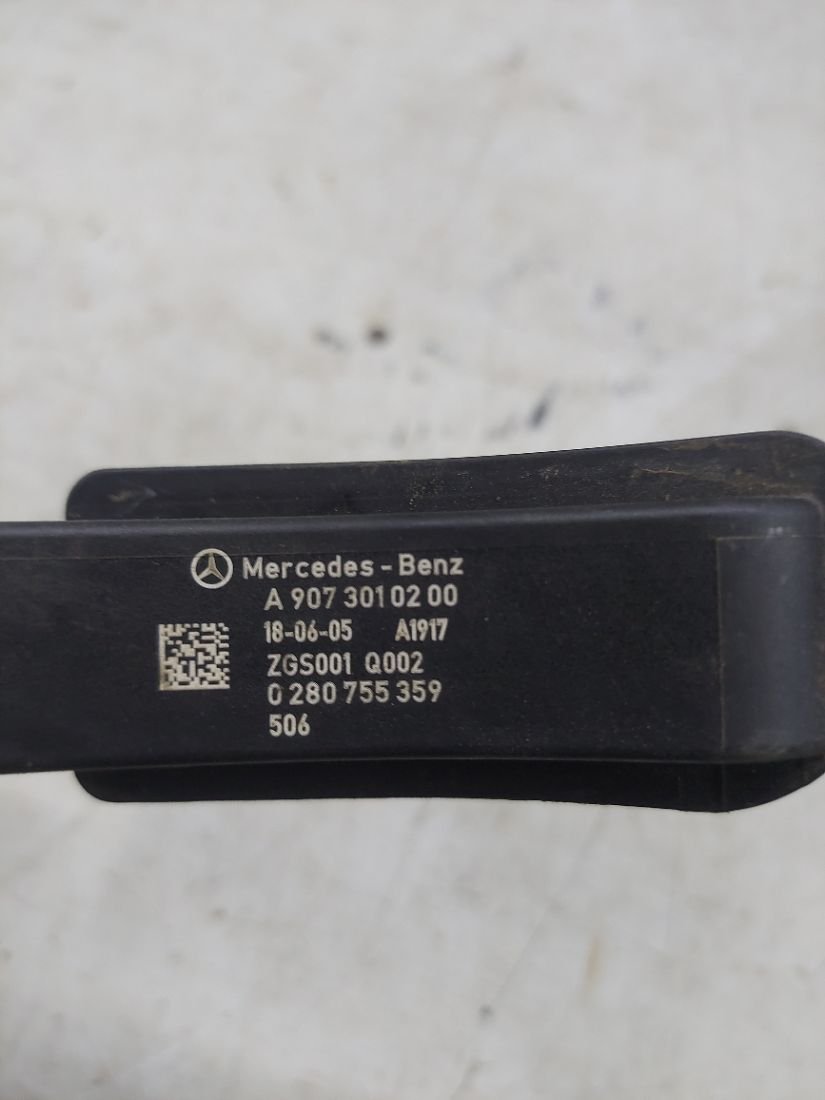 Mercedes-Benz
A 907 301 02 00
18-06-05 A1917
ZGS001 Q002
0 280 755 359
506